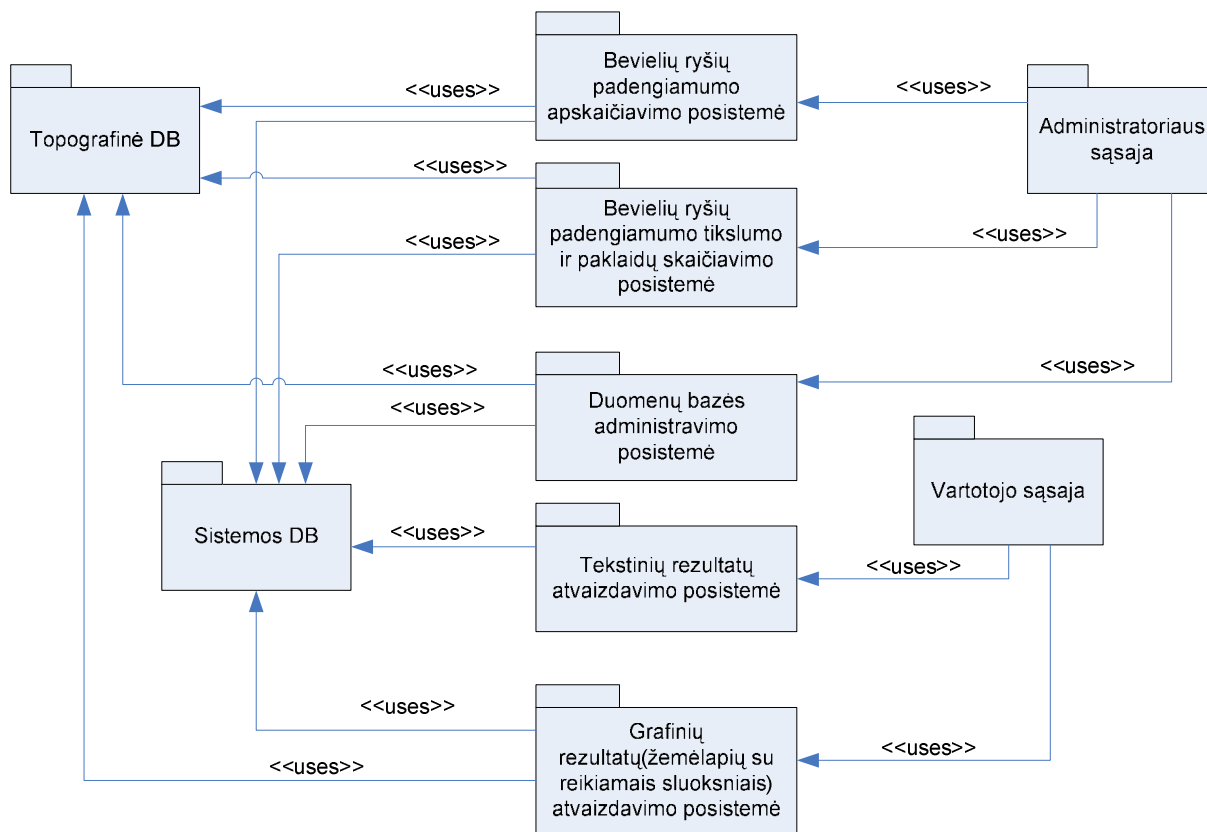 Bevielių ryšių
padengiamumo
apskaičiavimo posistemė
<<uses>>
<<uses>>
Topografinė DB
Administratoriaus
sąsaja
<<uses>>
Bevielių ryšių
padengiamumo tikslumo
ir paklaidų skaičiavimo
posistemė
<<uses>>
<<uses>>
<<uses>>
<<uses>>
<<uses>>
Duomenų bazės
administravimo
posistemė
Vartotojo sąsaja
Sistemos DB
<<uses>>
Tekstinių rezultatų
atvaizdavimo posistemė
<<uses>>
<<uses>>
<<uses>>
Grafinių
rezultatų(žemėlapių su
reikiamais sluoksniais)
atvaizdavimo posistemė
<<uses>>